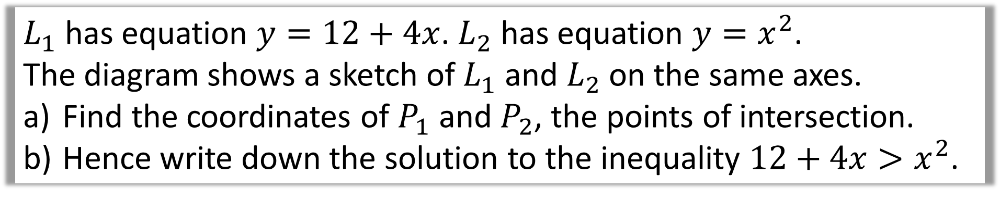 L₁ has equation y = 12 + 4x. L₂ has equation y = x².
The diagram shows a sketch of L₁ and L₂ on the same axes.
a) Find the coordinates of P₁ and P₂, the points of intersection.
b) Hence write down the solution to the inequality 12 + 4x > x².